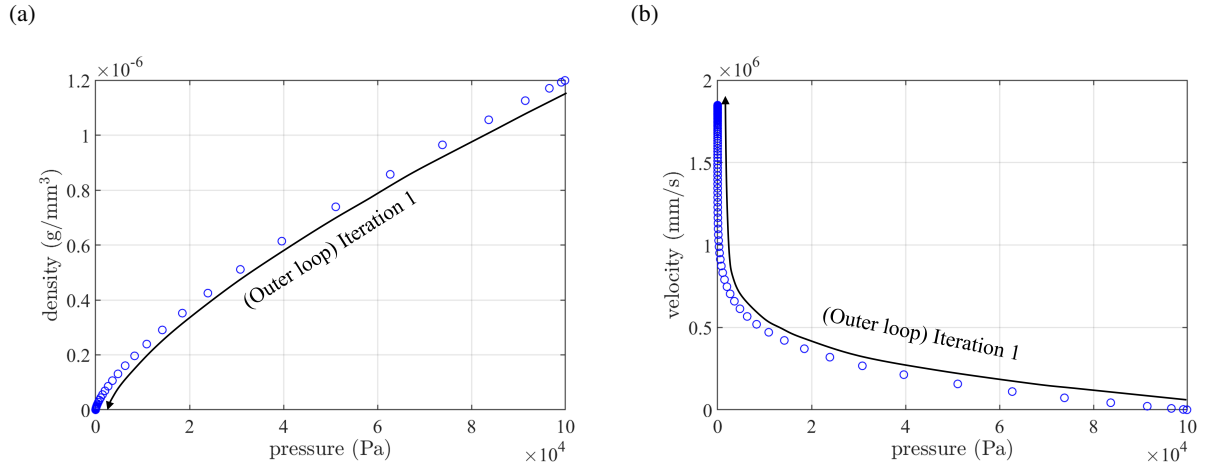 (a)
×10⁻⁶
1.2
1
0.8
0.6
0.4
0.2
0
density (g/mm³)
(Outer loop) Iteration 1
0 2 4 6 8 10
pressure (Pa)
×10⁴
(b)
×10⁶
2
1.5
1
0.5
0
velocity (mm/s)
(Outer loop) Iteration 1
0 2 4 6 8 10
pressure (Pa)
×10⁴